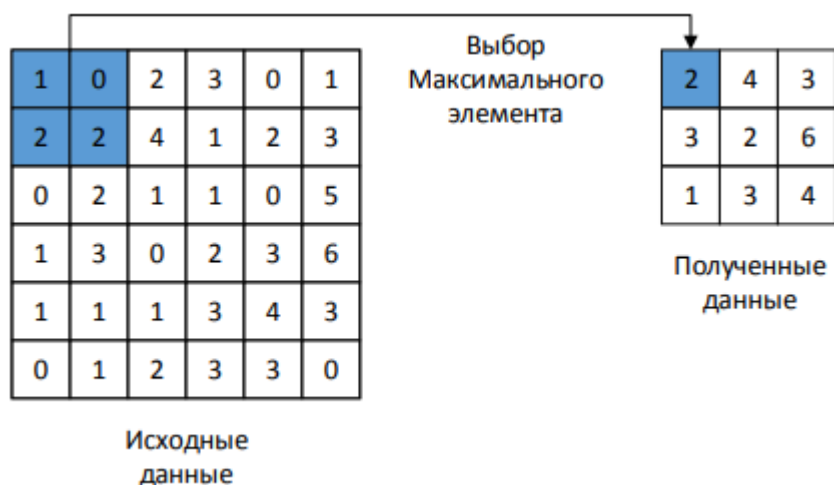 Выбор
Максимального
элемента
1 0 2 3 0 1
2 2 4 1 2 3
0 2 1 1 0 5
1 3 0 2 3 6
1 1 1 3 4 3
0 1 2 3 3 0
Исходные
данные
2 4 3
3 2 6
1 3 4
Полученные
данные